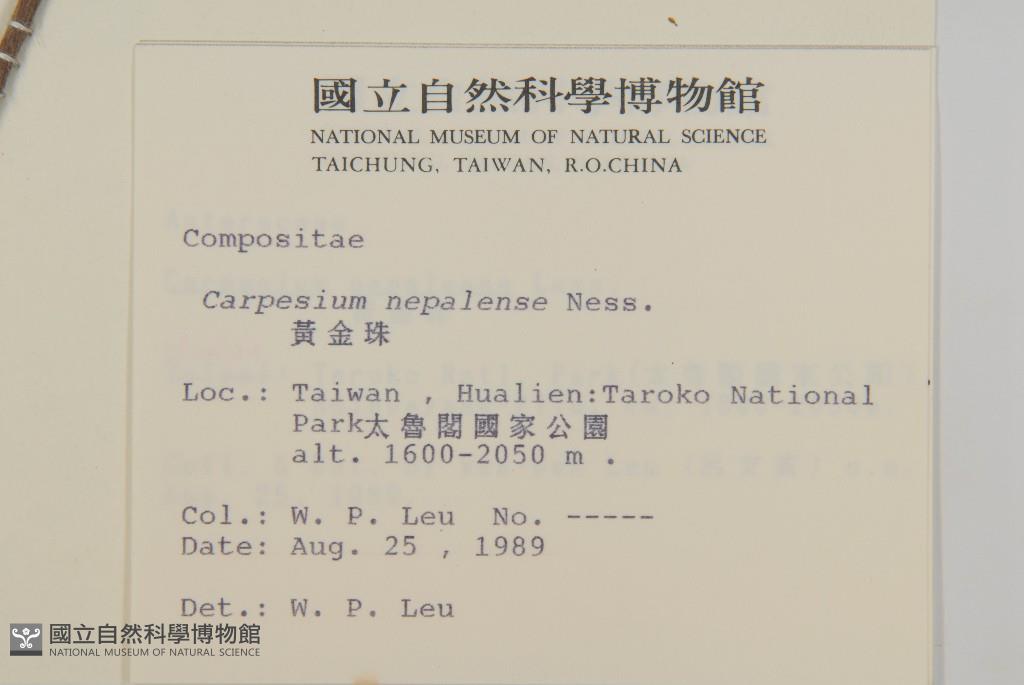 國立自然科學博物館
NATIONAL MUSEUM OF NATURAL SCIENCE
TAICHUNG, TAIWAN, R.O.CHINA
Compositae
Carpesium nepalense Ness.
黃金珠
Loc.: Taiwan , Hualien:Taroko National
Park太魯閣國家公園
alt. 1600-2050 m .
Col.: W. P. Leu No. -----
Date: Aug. 25 , 1989
Det.: W. P. Leu
國立自然科學博物館
NATIONAL MUSEUM OF NATURAL SCIENCE